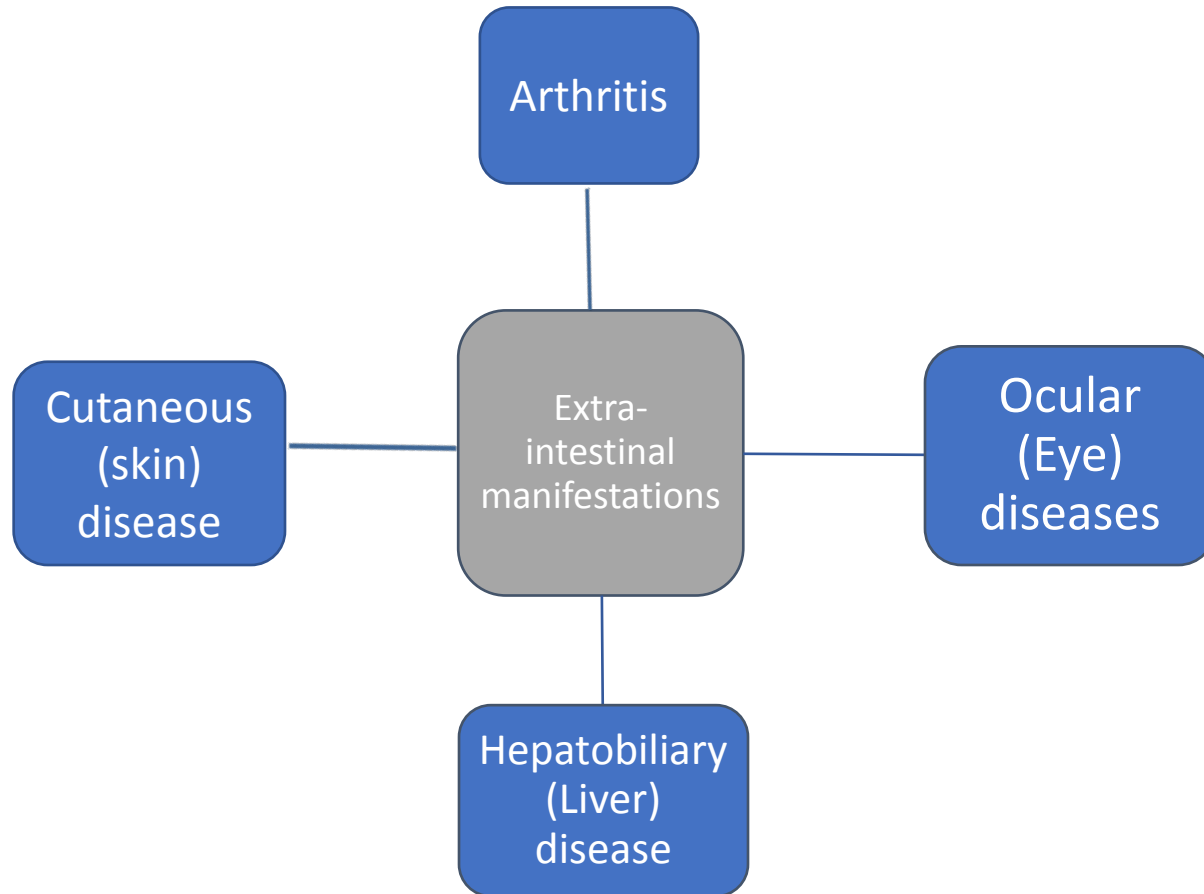 Arthritis
Cutaneous
(skin)
disease
Extra-
intestinal
manifestations
Ocular
(Eye)
diseases
Hepatobiliary
(Liver)
disease